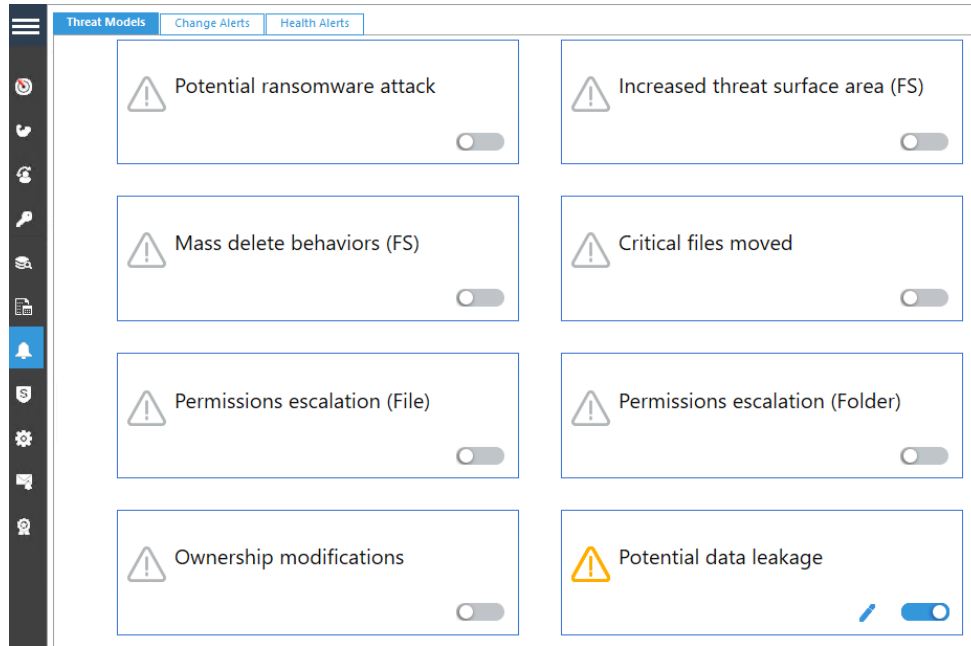 Threat Models
Change Alerts
Health Alerts
Potential ransomware attack
Increased threat surface area (FS)
Mass delete behaviors (FS)
Critical files moved
Permissions escalation (File)
Permissions escalation (Folder)
Ownership modifications
Potential data leakage
S